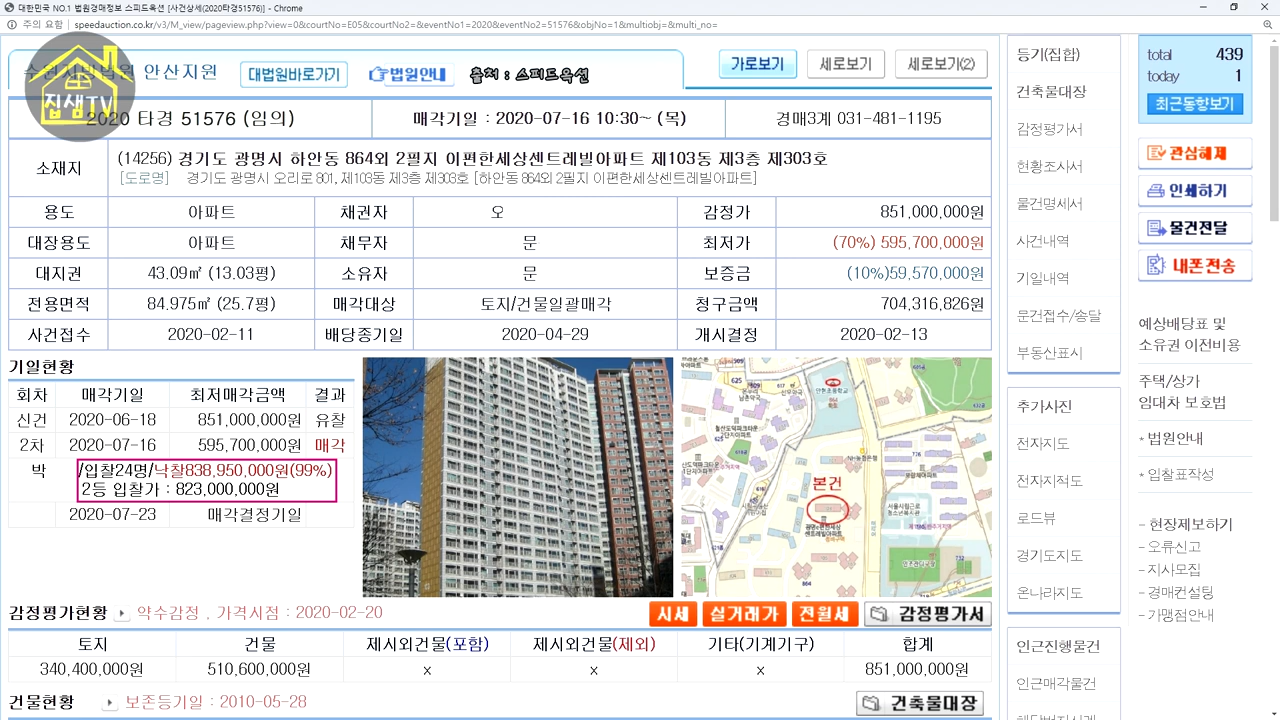 대한민국 NO.1 법원경매정보 스피드옥션 [사건상세(2020타경51576)] - Chrome
주의 요함 | speedauction.co.kr/v3/M_view/pageview.php?view=0&courtNo=E05&courtNo2=&eventNo1=2020&eventNo2=51576&objNo=1&multiobj=&multi_no=
집샘TV
수원지방법원 안산지원 대법원바로가기 법원안내 출처 : 스피드옥션 가로보기 세로보기 세로보기(2)
2020 타경 51576 (임의) 매각기일 : 2020-07-16 10:30~ (목) 경매3계 031-481-1195
소재지 (14256) 경기도 광명시 하안동 864외 2필지 이편한세상센트레빌아파트 제103동 제3층 제303호
[도로명] 경기도 광명시 오리로 801, 제103동 제3층 제303호 [하안동 864외 2필지 이편한세상센트레빌아파트]
용도 아파트 채권자 오 감정가 851,000,000원
대장용도 아파트 채무자 문 최저가 (70%) 595,700,000원
대지권 43.09㎡ (13.03평) 소유자 문 보증금 (10%)59,570,000원
전용면적 84.975㎡ (25.7평) 매각대상 토지/건물일괄매각 청구금액 704,316,826원
사건접수 2020-02-11 배당종기일 2020-04-29 개시결정 2020-02-13
기일현황
회차 매각기일 최저매각금액 결과
신건 2020-06-18 851,000,000원 유찰
2차 2020-07-16 595,700,000원 매각
박 /입찰24명/낙찰838,950,000원(99%)
2등 입찰가 : 823,000,000원
2020-07-23 매각결정기일
본건
감정평가현황 약수감정 , 가격시점 : 2020-02-20 시세 실거래가 전월세 감정평가서
토지 건물 제시외건물(포함) 제시외건물(제외) 기타(기계기구) 합계
340,400,000원 510,600,000원 x x x 851,000,000원
건물현황 보존등기일 : 2010-05-28 건축물대장
등기(집합)
건축물대장
감정평가서
현황조사서
물건명세서
사건내역
기일내역
문건접수/송달
부동산표시
추가사진
전자지도
전자지적도
로드뷰
경기도지도
온나라지도
인근진행물건
인근매각물건
total 439
today 1
최근동향보기
관심해제
인쇄하기
물건전달
내폰전송
예상배당표 및
소유권 이전비용
주택/상가
임대차 보호법
* 법원안내
* 입찰표작성
- 현장제보하기
- 오류신고
- 지사모집
- 경매컨설팅
- 가맹점안내